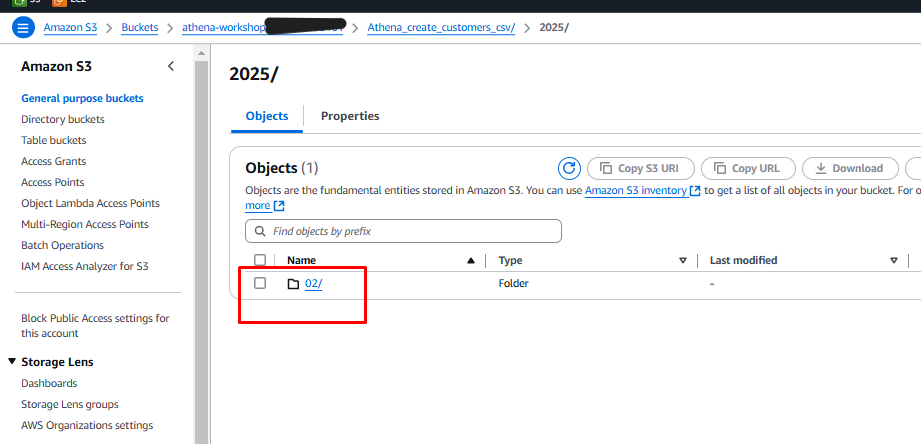 Amazon S3 > Buckets > athena-workshop > Athena_create_customers_csv/ > 2025/
Amazon S3
General purpose buckets
Directory buckets
Table buckets
Access Grants
Access Points
Object Lambda Access Points
Multi-Region Access Points
Batch Operations
IAM Access Analyzer for S3
Block Public Access settings for
this account
Storage Lens
Dashboards
Storage Lens groups
AWS Organizations settings
2025/
Objects Properties
Objects (1)
Copy S3 URI Copy URL Download
Objects are the fundamental entities stored in Amazon S3. You can use Amazon S3 inventory to get a list of all objects in your bucket. For o
more
Find objects by prefix
Name Type Last modified
02/ Folder -